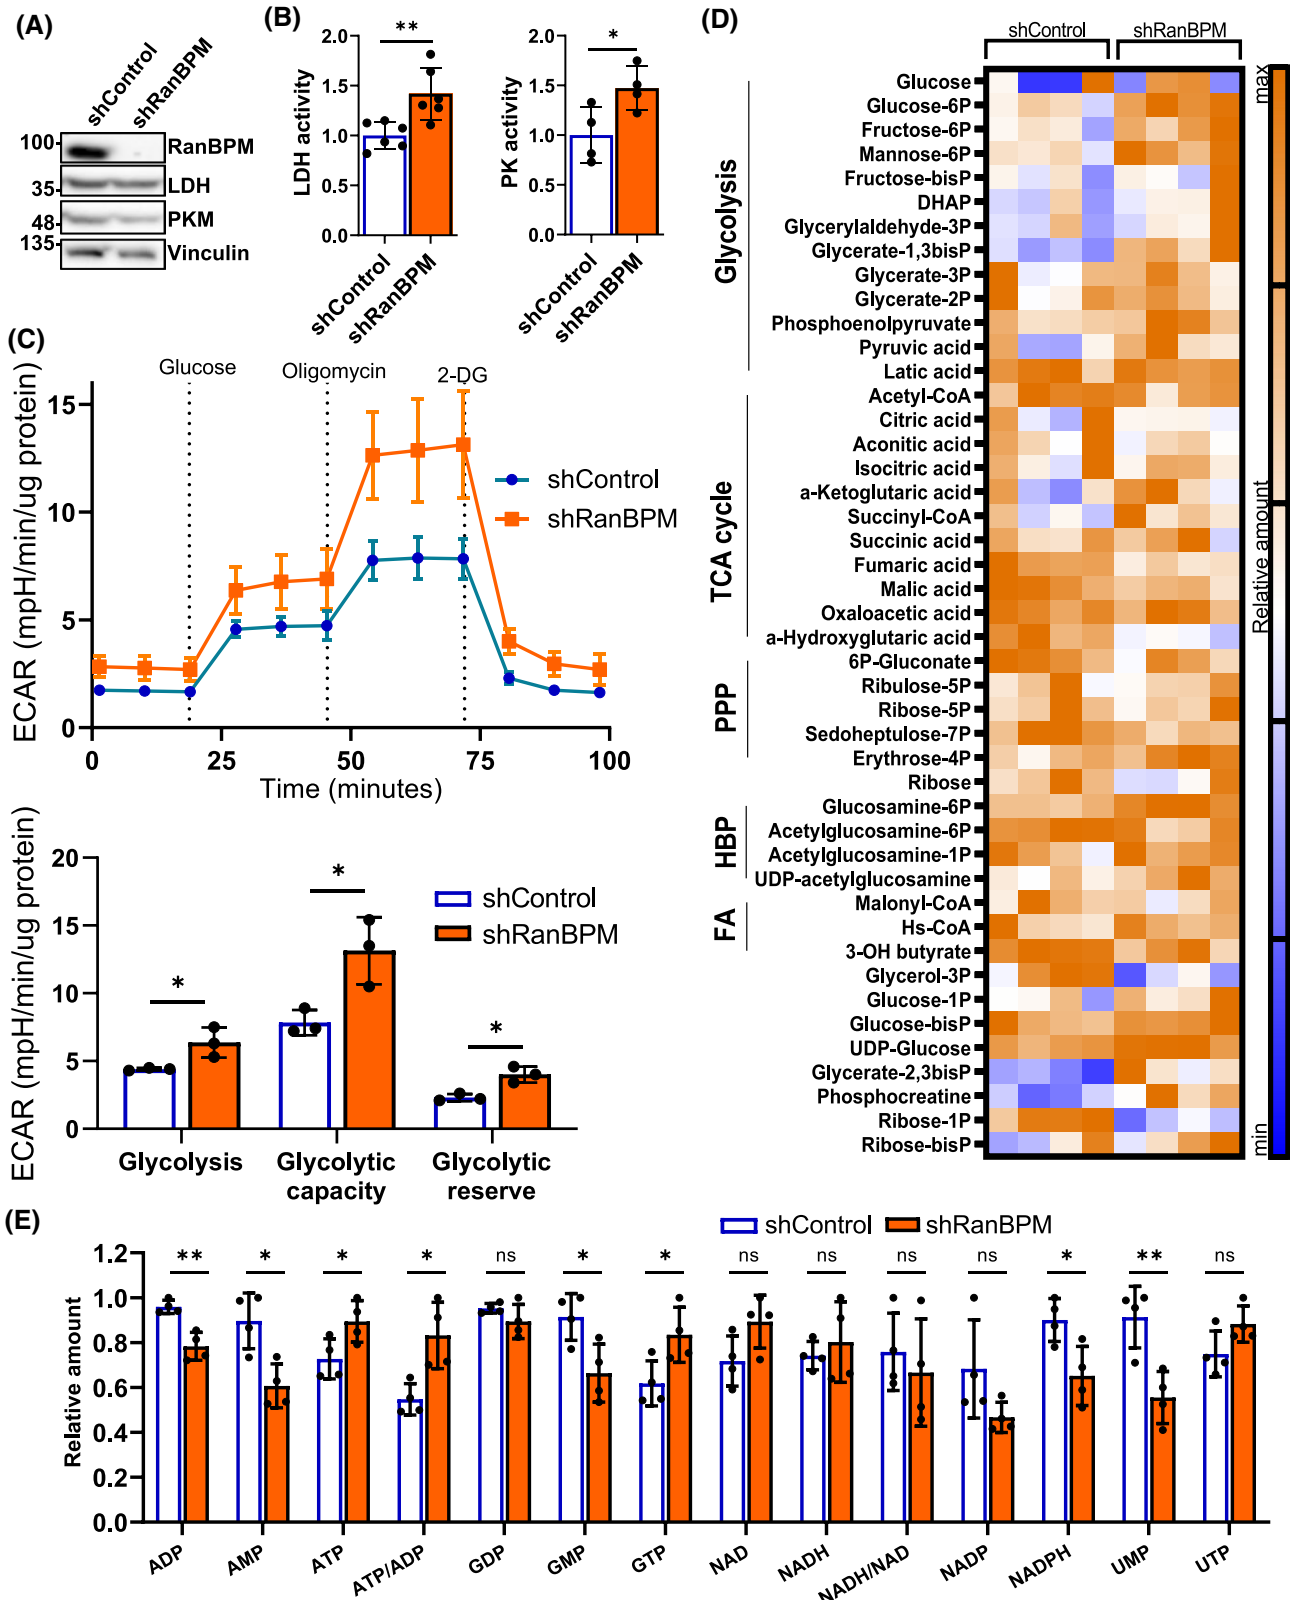 (A)
shControl
shRanBPM
100
RanBPM
35
LDH
48
PKM
135
Vinculin
(B)
**
2.0
1.5
1.0
0.5
0.0
LDH activity
shControl
shRanBPM
*
2.0
1.5
1.0
0.5
0.0
PK activity
shControl
shRanBPM
(C)
Glucose
Oligomycin
2-DG
15
10
5
0
ECAR (mpH/min/ug protein)
shControl
shRanBPM
0
25
50
75
100
Time (minutes)
20
15
10
5
0
ECAR (mpH/min/ug protein)
*
*
*
shControl
shRanBPM
Glycolysis
Glycolytic
capacity
Glycolytic
reserve
(D)
shControl
shRanBPM
Glycolysis
Glucose
Glucose-6P
Fructose-6P
Mannose-6P
Fructose-bisP
DHAP
Glycerylaldehyde-3P
Glycerate-1,3bisP
Glycerate-3P
Glycerate-2P
Phosphoenolpyruvate
Pyruvic acid
Latic acid
TCA cycle
Acetyl-CoA
Citric acid
Aconitic acid
Isocitric acid
a-Ketoglutaric acid
Succinyl-CoA
Succinic acid
Fumaric acid
Malic acid
Oxaloacetic acid
a-Hydroxyglutaric acid
PPP
6P-Gluconate
Ribulose-5P
Ribose-5P
Sedoheptulose-7P
Erythrose-4P
Ribose
HBP
Glucosamine-6P
Acetylglucosamine-6P
Acetylglucosamine-1P
UDP-acetylglucosamine
FA
Malonyl-CoA
Hs-CoA
3-OH butyrate
Glycerol-3P
Glucose-1P
Glucose-bisP
UDP-Glucose
Glycerate-2,3bisP
Phosphocreatine
Ribose-1P
Ribose-bisP
max
Relative amount
min
(E)
shControl
shRanBPM
1.2
1.0
0.8
0.6
0.4
0.2
0.0
Relative amount
**
*
*
*
ns
*
*
ns
ns
ns
ns
*
**
ns
ADP
AMP
ATP
ATP/ADP
GDP
GMP
GTP
NAD
NADH
NADH/NAD
NADP
NADPH
UMP
UTP